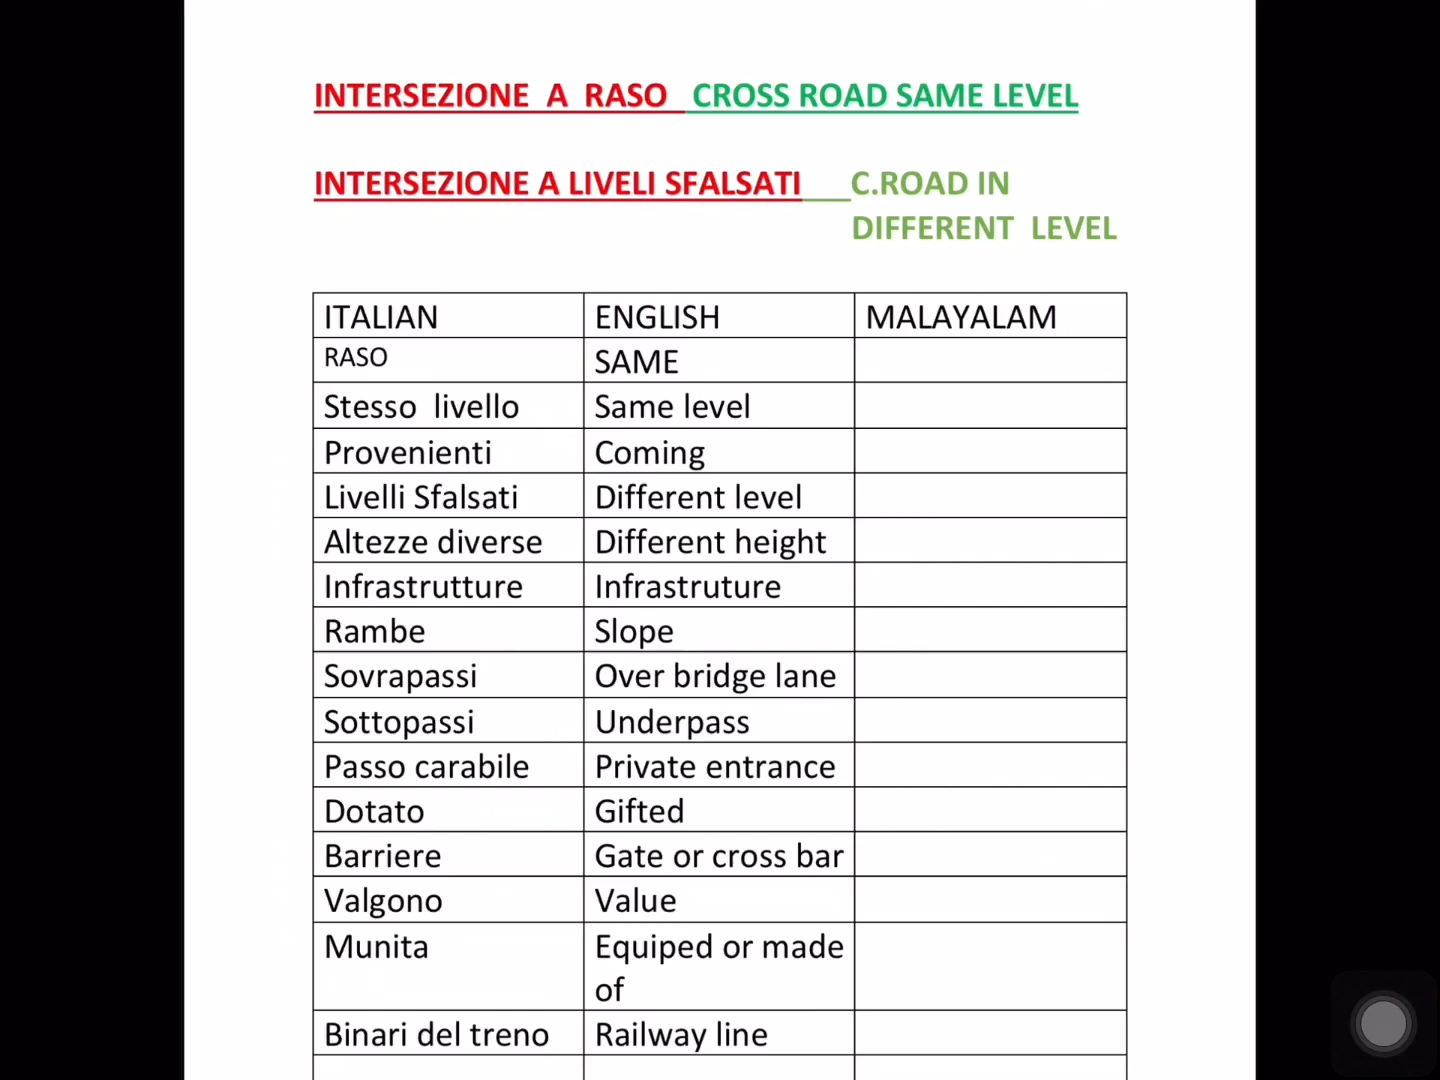 INTERSEZIONE A RASO CROSS ROAD SAME LEVEL
INTERSEZIONE A LIVELI SFALSATI C.ROAD IN
DIFFERENT LEVEL
ITALIAN ENGLISH MALAYALAM
RASO SAME
Stesso livello Same level
Provenienti Coming
Livelli Sfalsati Different level
Altezze diverse Different height
Infrastrutture Infrastruture
Rambe Slope
Sovrapassi Over bridge lane
Sottopassi Underpass
Passo carabile Private entrance
Dotato Gifted
Barriere Gate or cross bar
Valgono Value
Munita Equiped or made
of
Binari del treno Railway line